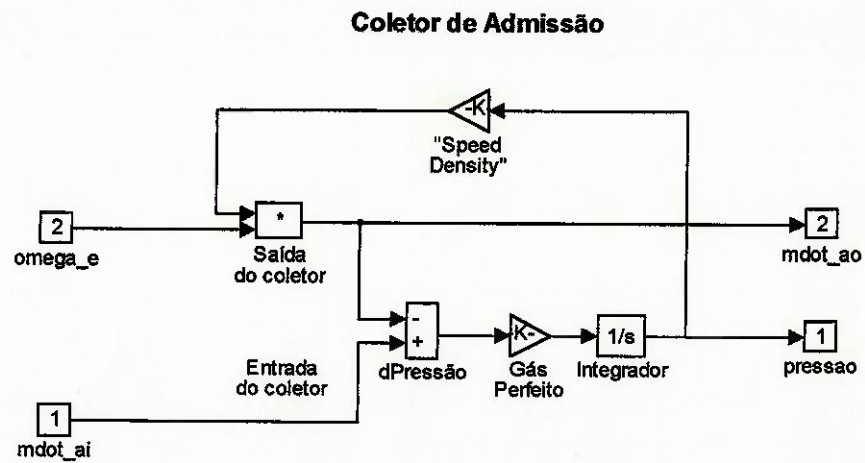 Coletor de Admissão
-K
"Speed
Density"
2
omega_e
*
Saída
do coletor
2
mdot_ao
-
+
dPressão
K-
Gás
Perfeito
1/s
Integrador
1
pressao
Entrada
do coletor
1
mdot_ai